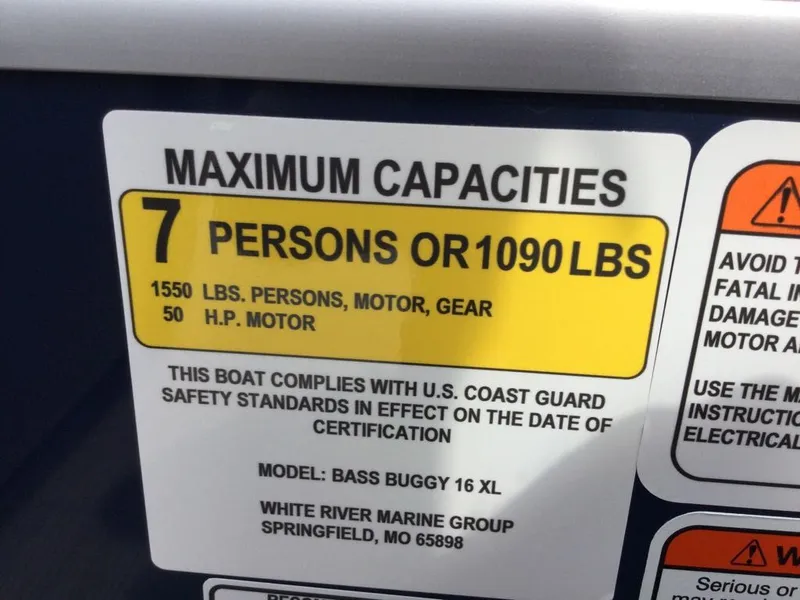 MAXIMUM CAPACITIES
7 PERSONS OR 1090 LBS
1550 LBS. PERSONS, MOTOR, GEAR
50 H.P. MOTOR
THIS BOAT COMPLIES WITH U.S. COAST GUARD
SAFETY STANDARDS IN EFFECT ON THE DATE OF
CERTIFICATION
MODEL: BASS BUGGY 16 XL
WHITE RIVER MARINE GROUP
SPRINGFIELD, MO 65898
AVOID
FATAL
DAMAGE
MOTOR
USE THE
INSTRUCTIO
ELECTRICAL
Serious or